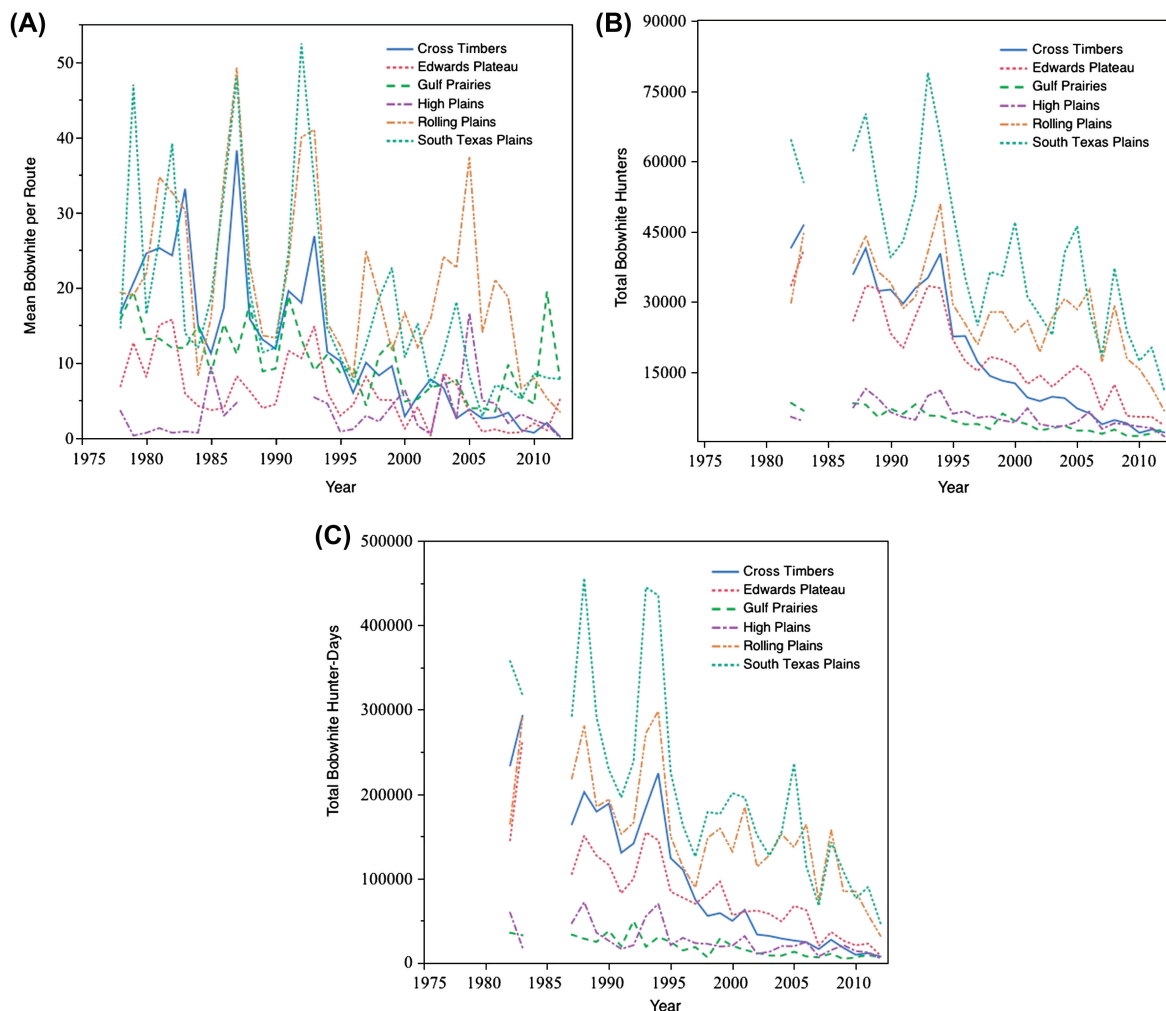 (A)
Mean Bobwhite per Route
50
40
30
20
10
0
1975
1980
1985
1990
1995
2000
2005
2010
Year
Cross Timbers
Edwards Plateau
Gulf Prairies
High Plains
Rolling Plains
South Texas Plains
(B)
Total Bobwhite Hunters
90000
75000
60000
45000
30000
15000
1975
1980
1985
1990
1995
2000
2005
2010
Year
Cross Timbers
Edwards Plateau
Gulf Prairies
High Plains
Rolling Plains
South Texas Plains
(C)
Total Bobwhite Hunter-Days
500000
400000
300000
200000
100000
0
1975
1980
1985
1990
1995
2000
2005
2010
Year
Cross Timbers
Edwards Plateau
Gulf Prairies
High Plains
Rolling Plains
South Texas Plains